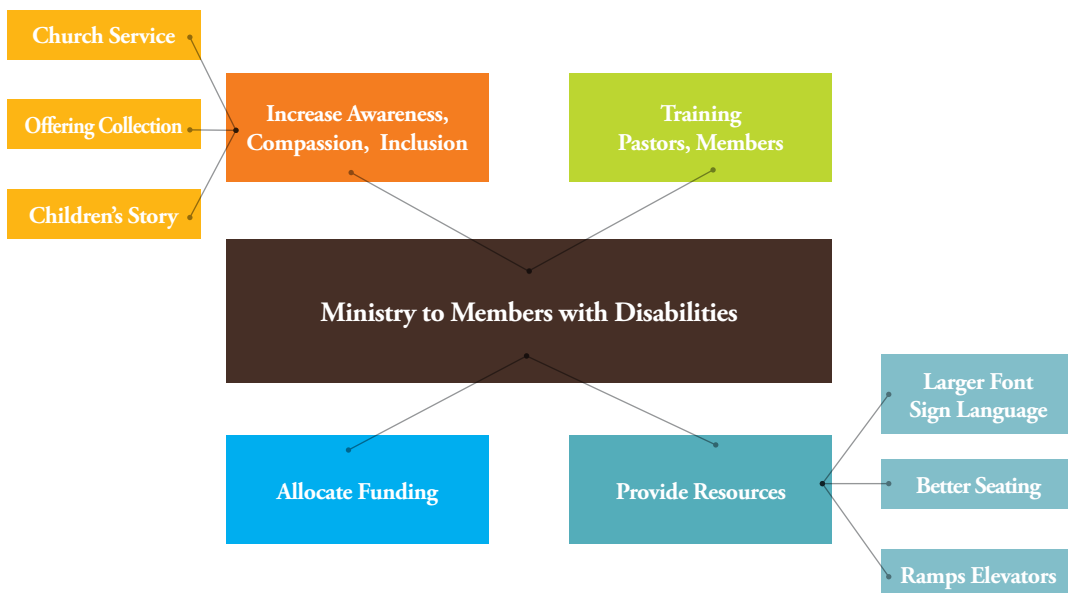 Church Service
Offering Collection
Children’s Story
Increase Awareness,
Compassion, Inclusion
Training
Pastors, Members
Ministry to Members with Disabilities
Allocate Funding
Provide Resources
Larger Font
Sign Language
Better Seating
Ramps Elevators